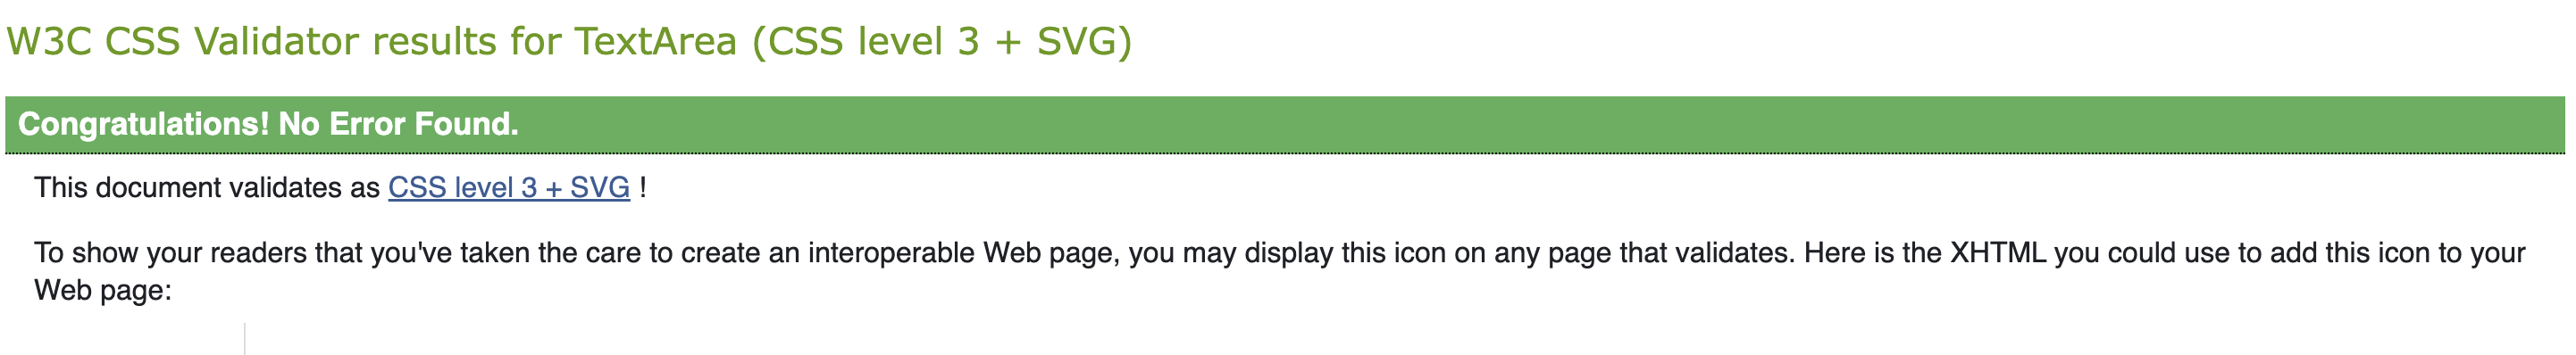 W3C CSS Validator results for TextArea (CSS level 3 + SVG)
Congratulations! No Error Found.
This document validates as CSS level 3 + SVG !
To show your readers that you've taken the care to create an interoperable Web page, you may display this icon on any page that validates. Here is the XHTML you could use to add this icon to your
Web page: